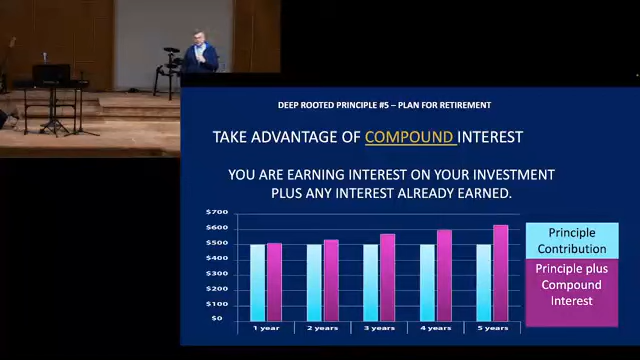 DEEP ROOTED PRINCIPLE #5 – PLAN FOR RETIREMENT
TAKE ADVANTAGE OF COMPOUND INTEREST
YOU ARE EARNING INTEREST ON YOUR INVESTMENT
PLUS ANY INTEREST ALREADY EARNED.
$700
$600
$500
$400
$300
$200
$100
$0
1 year
2 years
3 years
4 years
5 years
Principle
Contribution
Principle plus
Compound
Interest